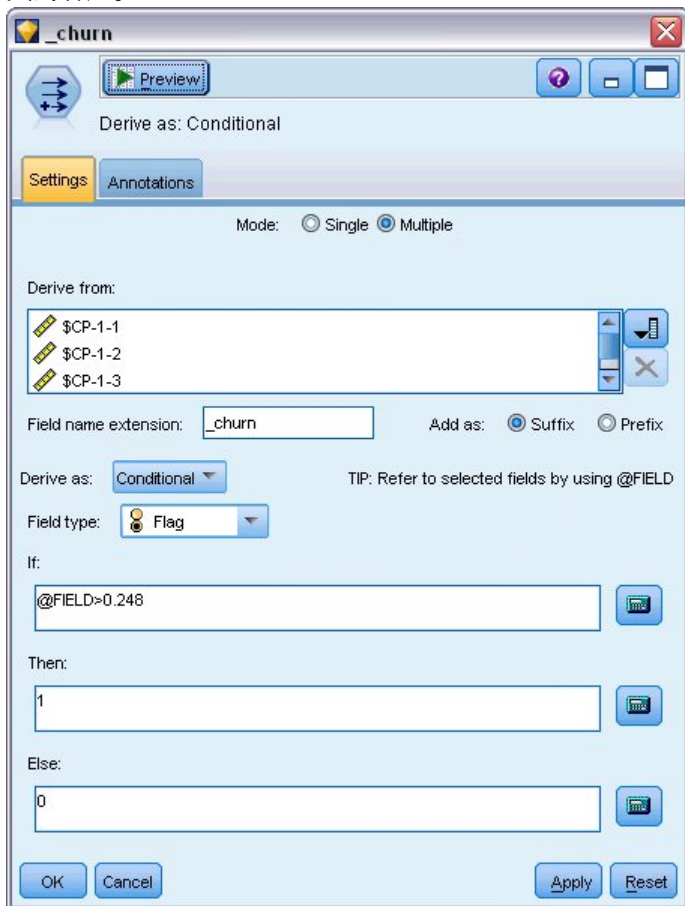 _churn
Preview
Derive as: Conditional
Settings Annotations
Mode: Single Multiple
Derive from:
$CP-1-1
$CP-1-2
$CP-1-3
Field name extension: _churn Add as: Suffix Prefix
Derive as: Conditional TIP: Refer to selected fields by using @FIELD
Field type: Flag
If:
@FIELD>0.248
Then:
1
Else:
0
OK Cancel Apply Reset